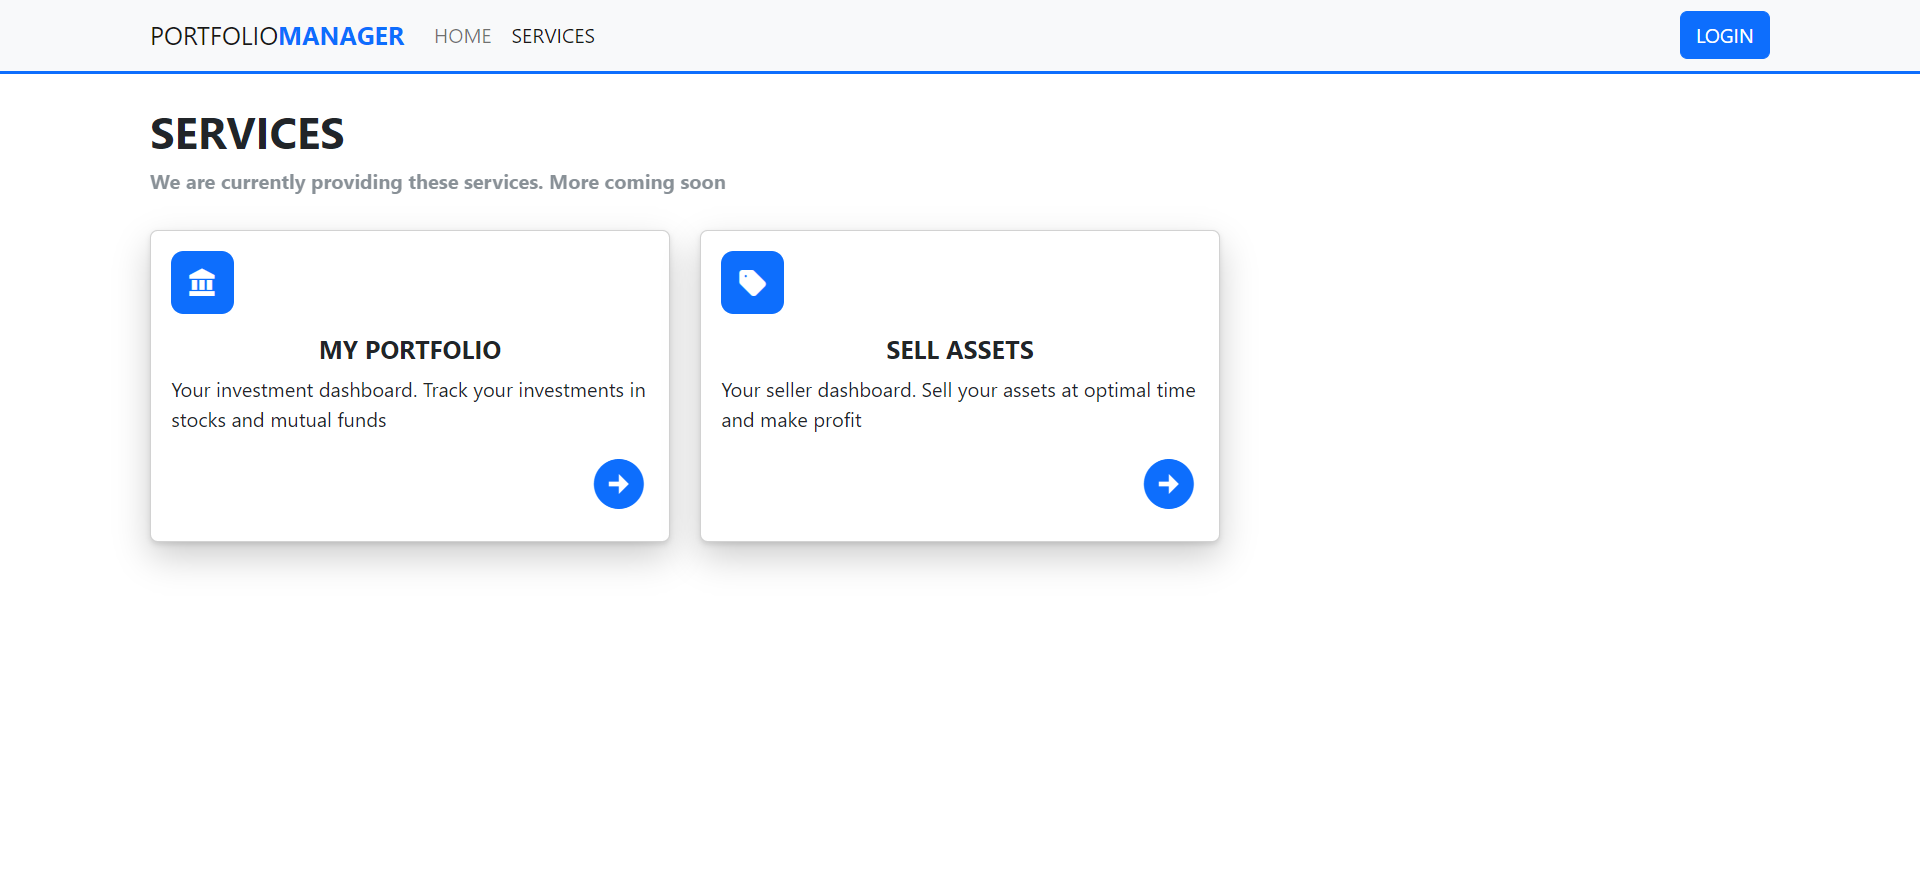 PORTFOLIOMANAGER HOME SERVICES LOGIN
SERVICES
We are currently providing these services. More coming soon
MY PORTFOLIO
Your investment dashboard. Track your investments in
stocks and mutual funds
SELL ASSETS
Your seller dashboard. Sell your assets at optimal time
and make profit